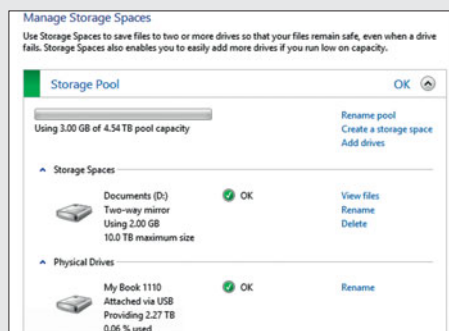 Manage Storage Spaces
Use Storage Spaces to save files to two or more drives so that your files remain safe, even when a drive
fails. Storage Spaces also enables you to easily add more drives if you run low on capacity.
Storage Pool OK
Using 3.00 GB of 4.54 TB pool capacity
Rename pool
Create a storage space
Add drives
Storage Spaces
Documents (D:) OK View files
Two-way mirror Rename
Using 2.00 GB Delete
10.0 TB maximum size
Physical Drives
My Book 1110 OK Rename
Attached via USB
Providing 2.27 TB
0.06 % used